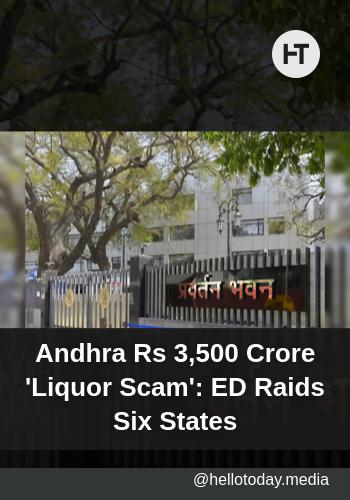 HT
प्रवर्तन भवन
Andhra Rs 3,500 Crore
'Liquor Scam': ED Raids
Six States
@hellotoday.media